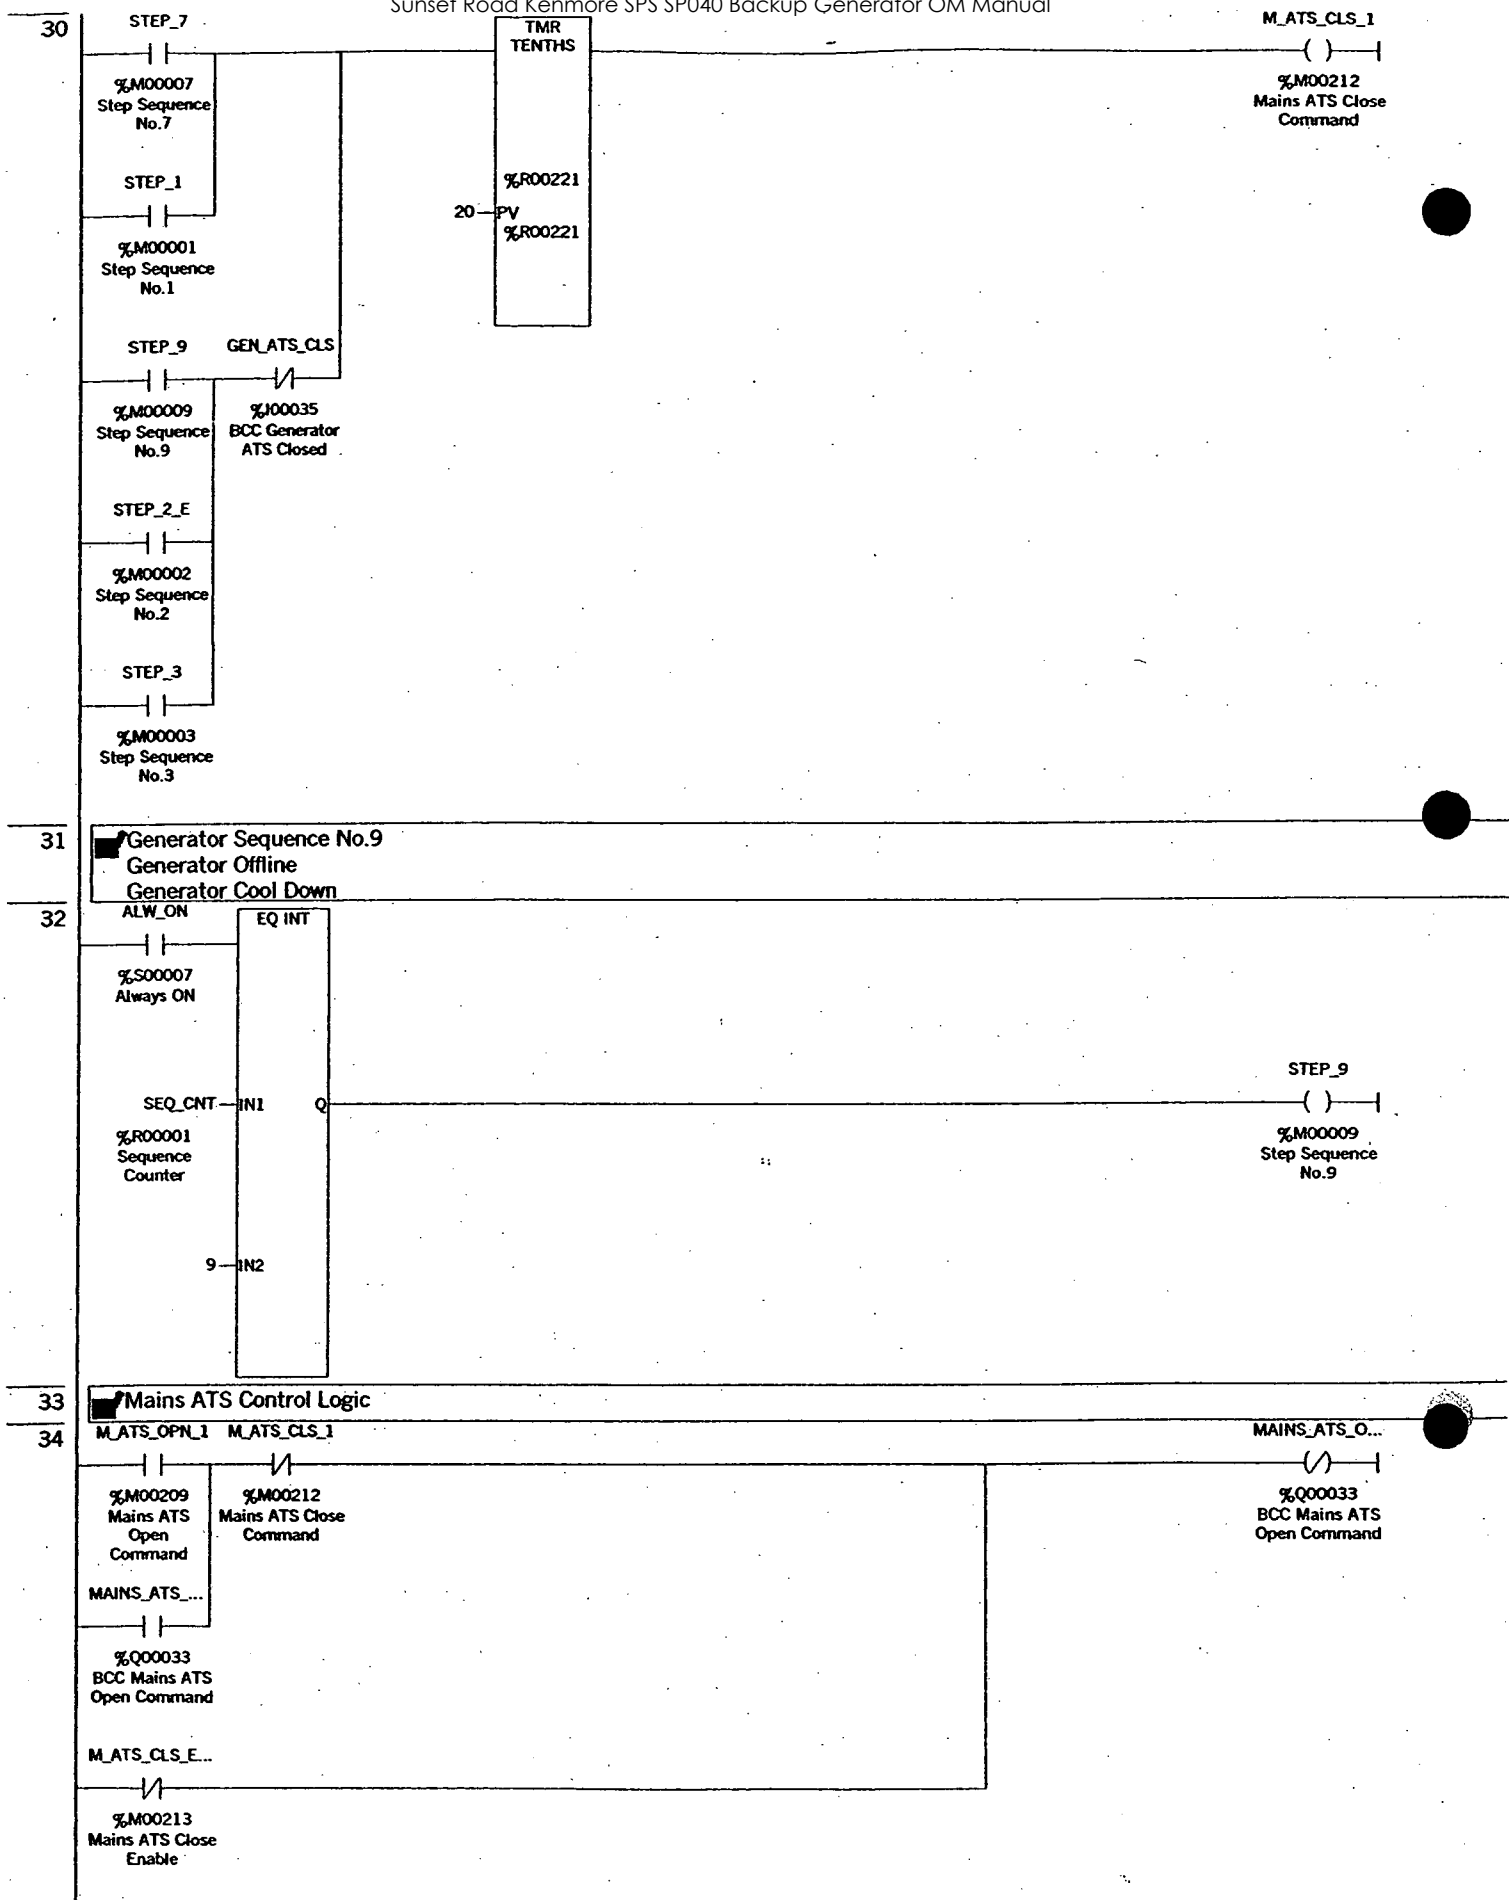 Sunset Road Kenmore SPS SP040 Backup Generator OM Manual
30
STEP_7
%M00007
Step Sequence
No.7
TMR
TENTHS
M_ATS_CLS_1
%M00212
Mains ATS Close
Command
STEP_1
%M00001
Step Sequence
No.1
%R00221
20 PV
%R00221
STEP_9 GEN_ATS_CLS
%M00009
Step Sequence
No.9
%I00035
BCC Generator
ATS Closed
STEP_2_E
%M00002
Step Sequence
No.2
STEP_3
%M00003
Step Sequence
No.3
31
Generator Sequence No.9
Generator Offline
Generator Cool Down
32
ALW_ON
%S00007
Always ON
EQ INT
SEQ_CNT IN1 Q
%R00001
Sequence
Counter
STEP_9
%M00009
Step Sequence
No.9
9 IN2
33
Mains ATS Control Logic
34
M_ATS_OPN_1 M_ATS_CLS_1
%M00209
Mains ATS
Open
Command
%M00212
Mains ATS Close
Command
MAINS_ATS_O...
%Q00033
BCC Mains ATS
Open Command
MAINS_ATS_...
%Q00033
BCC Mains ATS
Open Command
M_ATS_CLS_E...
%M00213
Mains ATS Close
Enable